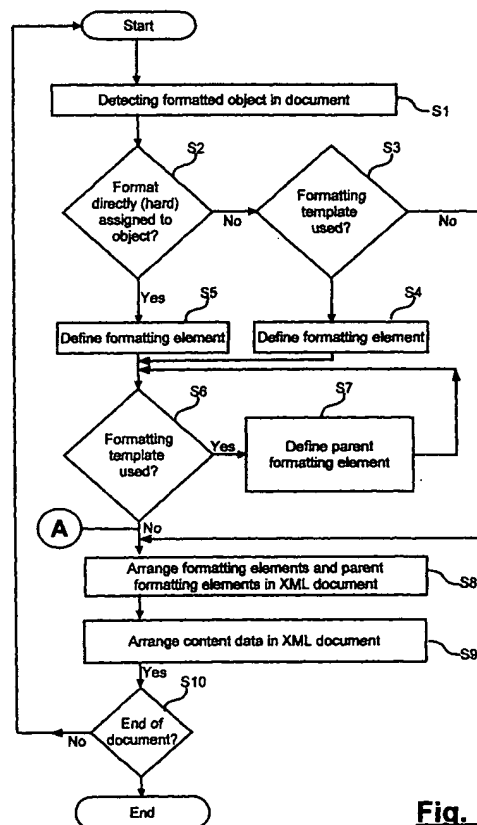 Start
Detecting formatted object in document
S1
S2
S3
Format
directly (hard)
assigned to
object?
No
Formatting
template
used?
No
Yes
S5
S4
Define formatting element
Define formatting element
S6
S7
Formatting
template
used?
Yes
Define parent
formatting element
A
No
Arrange formatting elements and parent
formatting elements in XML document
S8
Arrange content data in XML document
S9
Yes
S10
End of
document?
No
End
Fig.